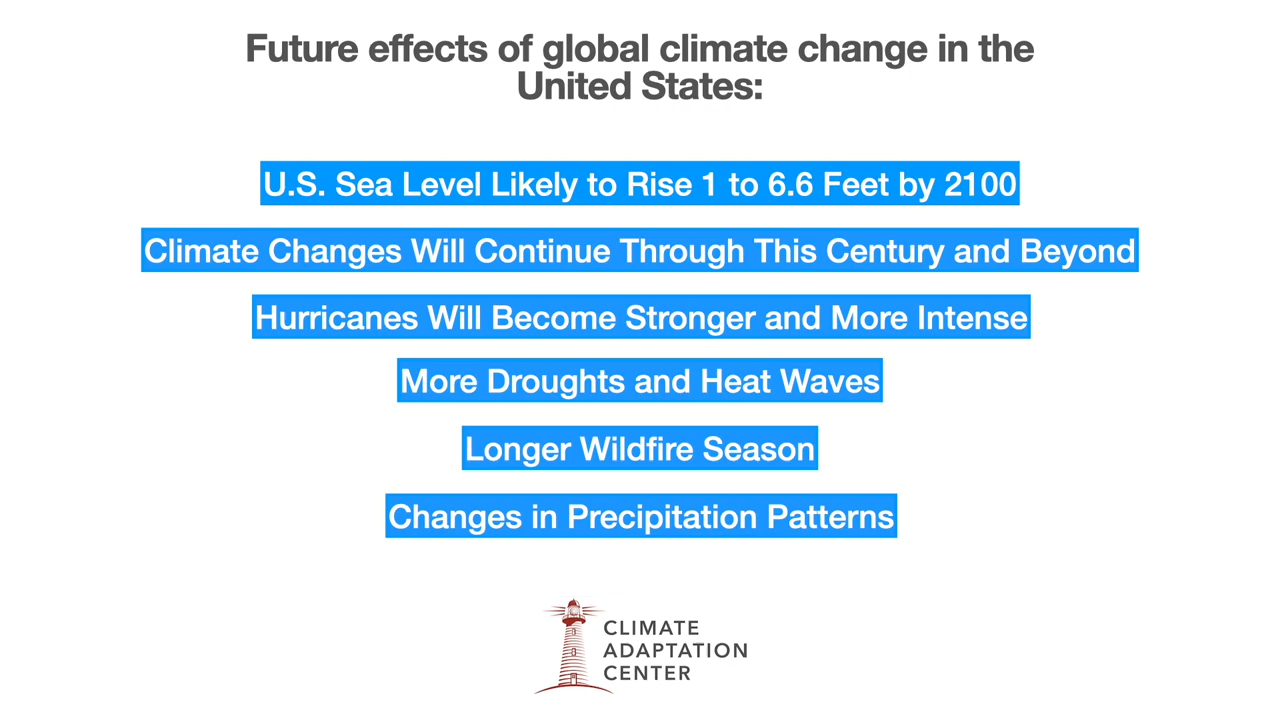 Future effects of global climate change in the
United States:
U.S. Sea Level Likely to Rise 1 to 6.6 Feet by 2100
Climate Changes Will Continue Through This Century and Beyond
Hurricanes Will Become Stronger and More Intense
More Droughts and Heat Waves
Longer Wildfire Season
Changes in Precipitation Patterns
CLIMATE
ADAPTATION
CENTER